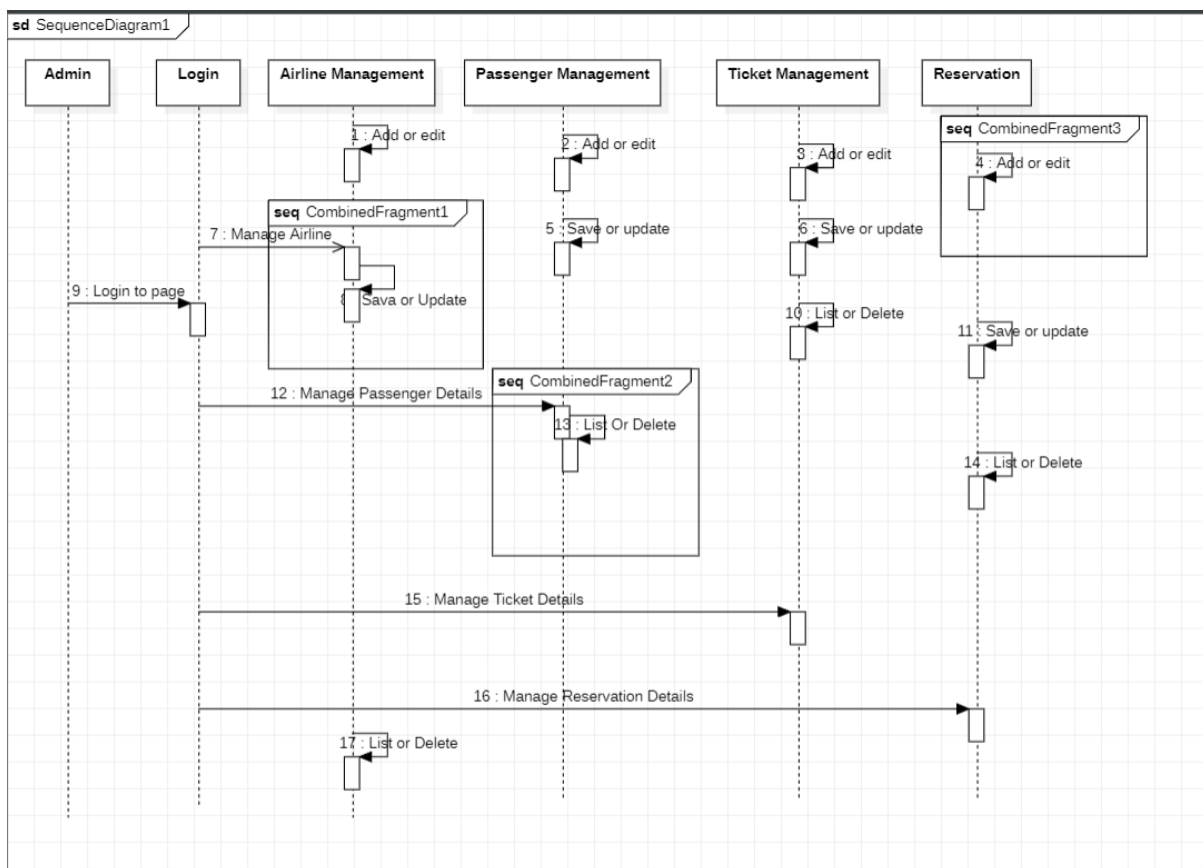 sd SequenceDiagram1
Admin
Login
Airline Management
Passenger Management
Ticket Management
Reservation
1 : Add or edit
2 : Add or edit
3 : Add or edit
seq CombinedFragment3
4 : Add or edit
seq CombinedFragment1
7 : Manage Airline
5 : Save or update
6 : Save or update
9 : Login to page
8 : Sava or Update
10 : List or Delete
11 : Save or update
seq CombinedFragment2
12 : Manage Passenger Details
13 : List Or Delete
14 : List or Delete
15 : Manage Ticket Details
16 : Manage Reservation Details
17 : List or Delete